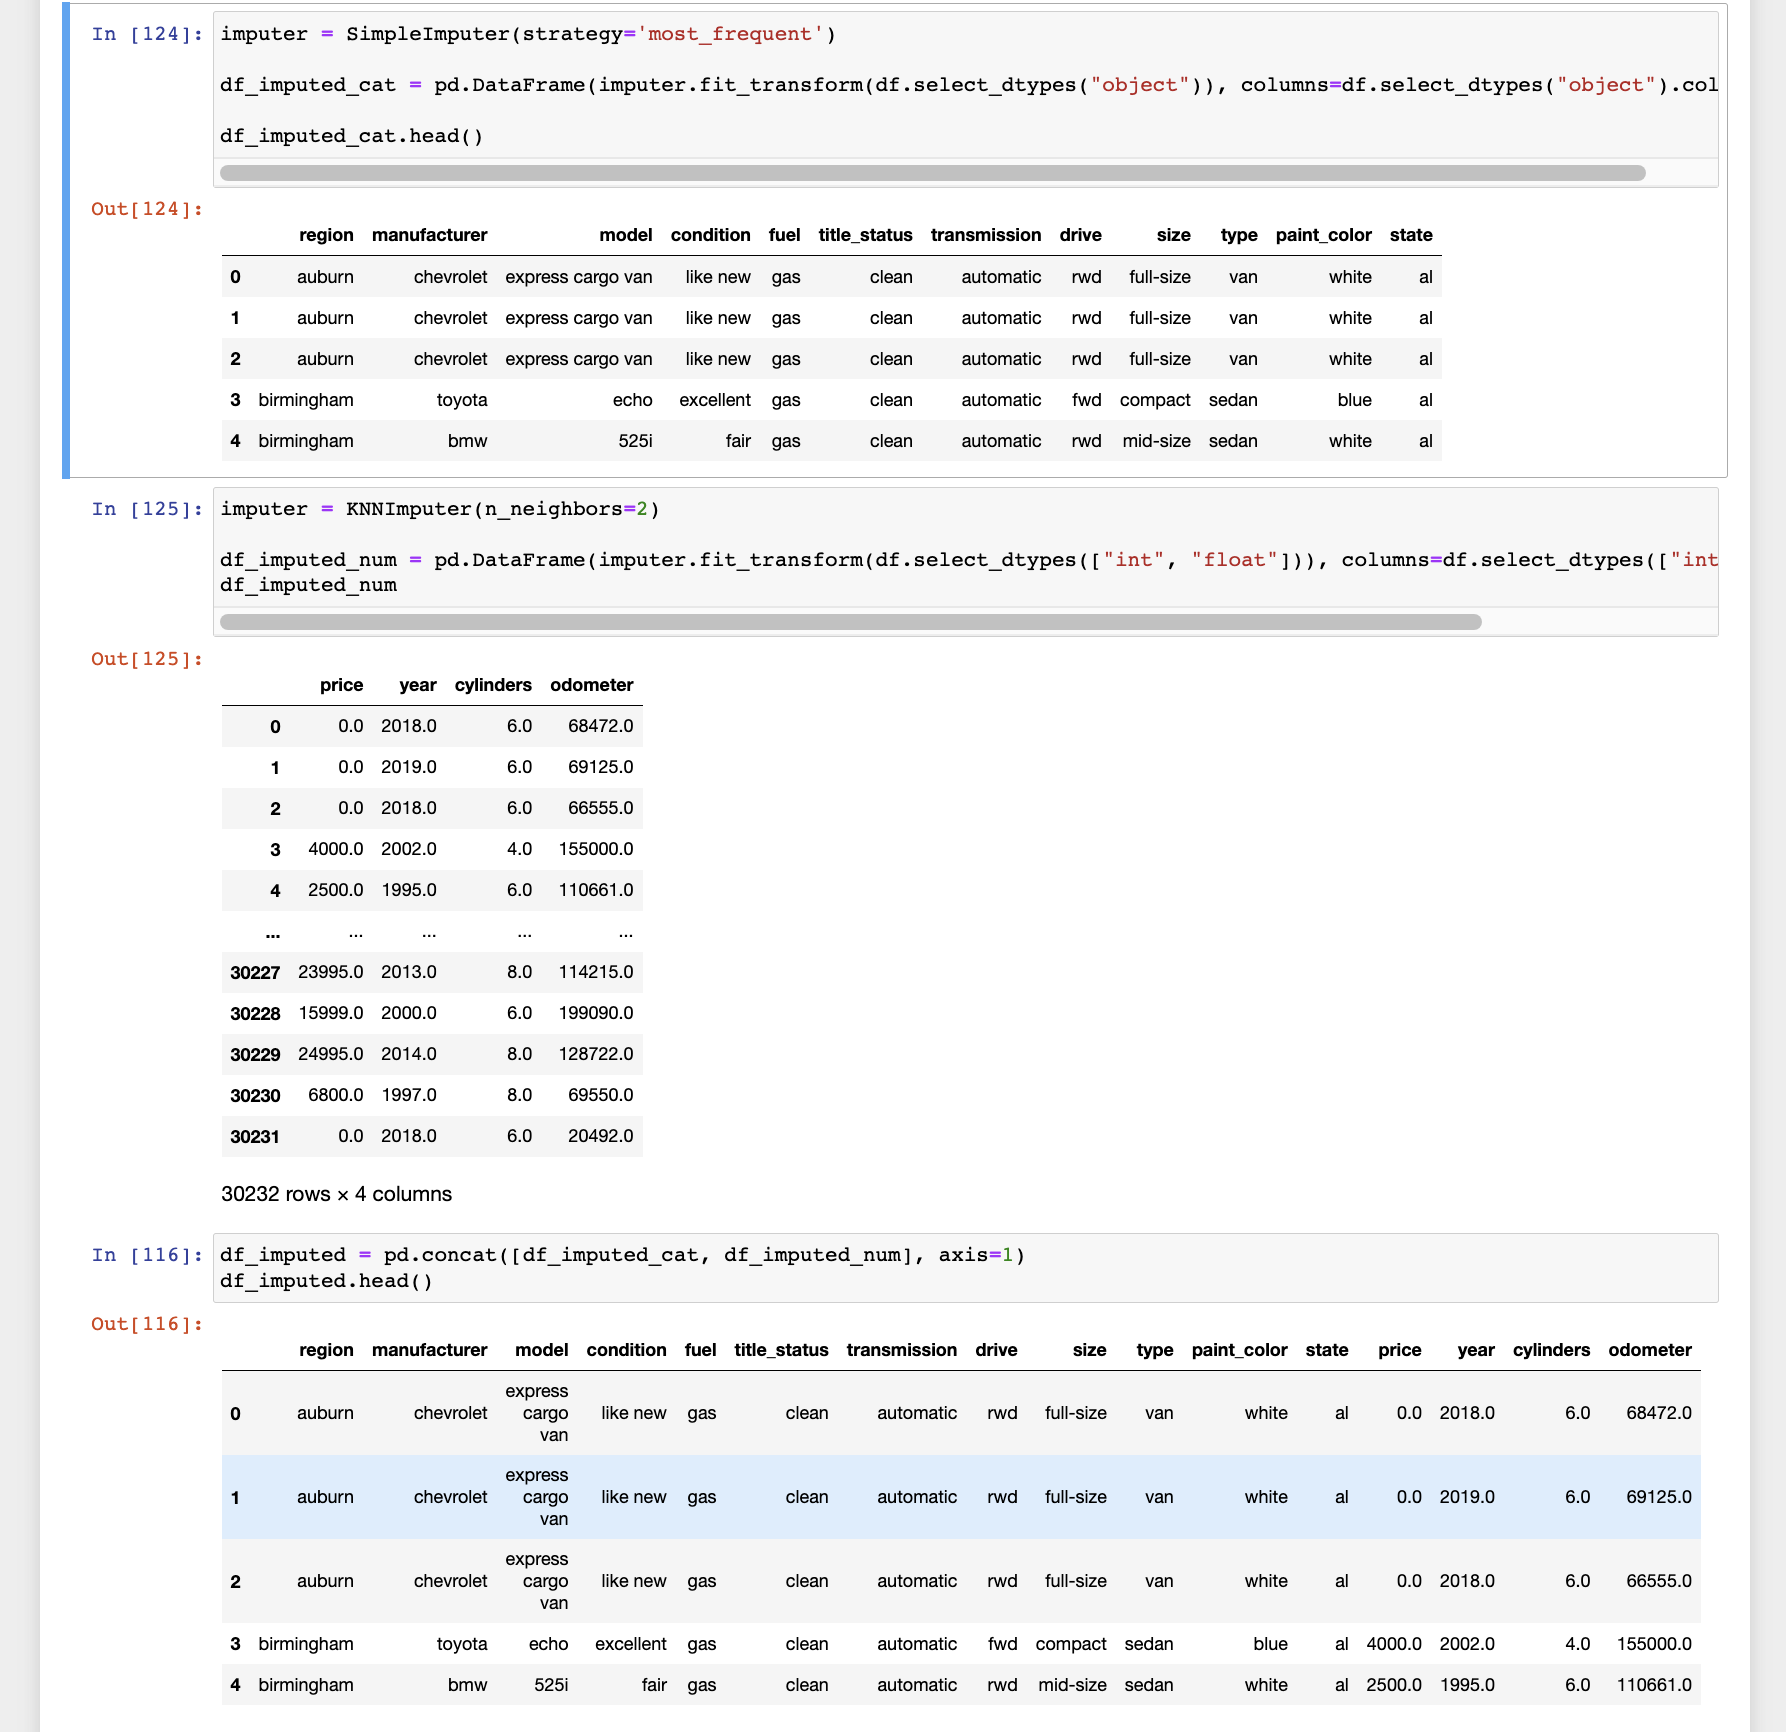 In [124]: imputer = SimpleImputer(strategy='most_frequent')
df_imputed_cat = pd.DataFrame(imputer.fit_transform(df.select_dtypes("object")), columns=df.select_dtypes("object").col
df_imputed_cat.head()
Out[124]:
region manufacturer model condition fuel title_status transmission drive size type paint_color state
0 auburn chevrolet express cargo van like new gas clean automatic rwd full-size van white al
1 auburn chevrolet express cargo van like new gas clean automatic rwd full-size van white al
2 auburn chevrolet express cargo van like new gas clean automatic rwd full-size van white al
3 birmingham toyota echo excellent gas clean automatic fwd compact sedan blue al
4 birmingham bmw 525i fair gas clean automatic rwd mid-size sedan white al
In [125]: imputer = KNNImputer(n_neighbors=2)
df_imputed_num = pd.DataFrame(imputer.fit_transform(df.select_dtypes(["int", "float"])), columns=df.select_dtypes(["int
df_imputed_num
Out[125]:
price year cylinders odometer
0 0.0 2018.0 6.0 68472.0
1 0.0 2019.0 6.0 69125.0
2 0.0 2018.0 6.0 66555.0
3 4000.0 2002.0 4.0 155000.0
4 2500.0 1995.0 6.0 110661.0
... ... ... ... ...
30227 23995.0 2013.0 8.0 114215.0
30228 15999.0 2000.0 6.0 199090.0
30229 24995.0 2014.0 8.0 128722.0
30230 6800.0 1997.0 8.0 69550.0
30231 0.0 2018.0 6.0 20492.0
30232 rows × 4 columns
In [116]: df_imputed = pd.concat([df_imputed_cat, df_imputed_num], axis=1)
df_imputed.head()
Out[116]:
region manufacturer model condition fuel title_status transmission drive size type paint_color state price year cylinders odometer
0 auburn chevrolet express cargo van like new gas clean automatic rwd full-size van white al 0.0 2018.0 6.0 68472.0
1 auburn chevrolet express cargo van like new gas clean automatic rwd full-size van white al 0.0 2019.0 6.0 69125.0
2 auburn chevrolet express cargo van like new gas clean automatic rwd full-size van white al 0.0 2018.0 6.0 66555.0
3 birmingham toyota echo excellent gas clean automatic fwd compact sedan blue al 4000.0 2002.0 4.0 155000.0
4 birmingham bmw 525i fair gas clean automatic rwd mid-size sedan white al 2500.0 1995.0 6.0 110661.0